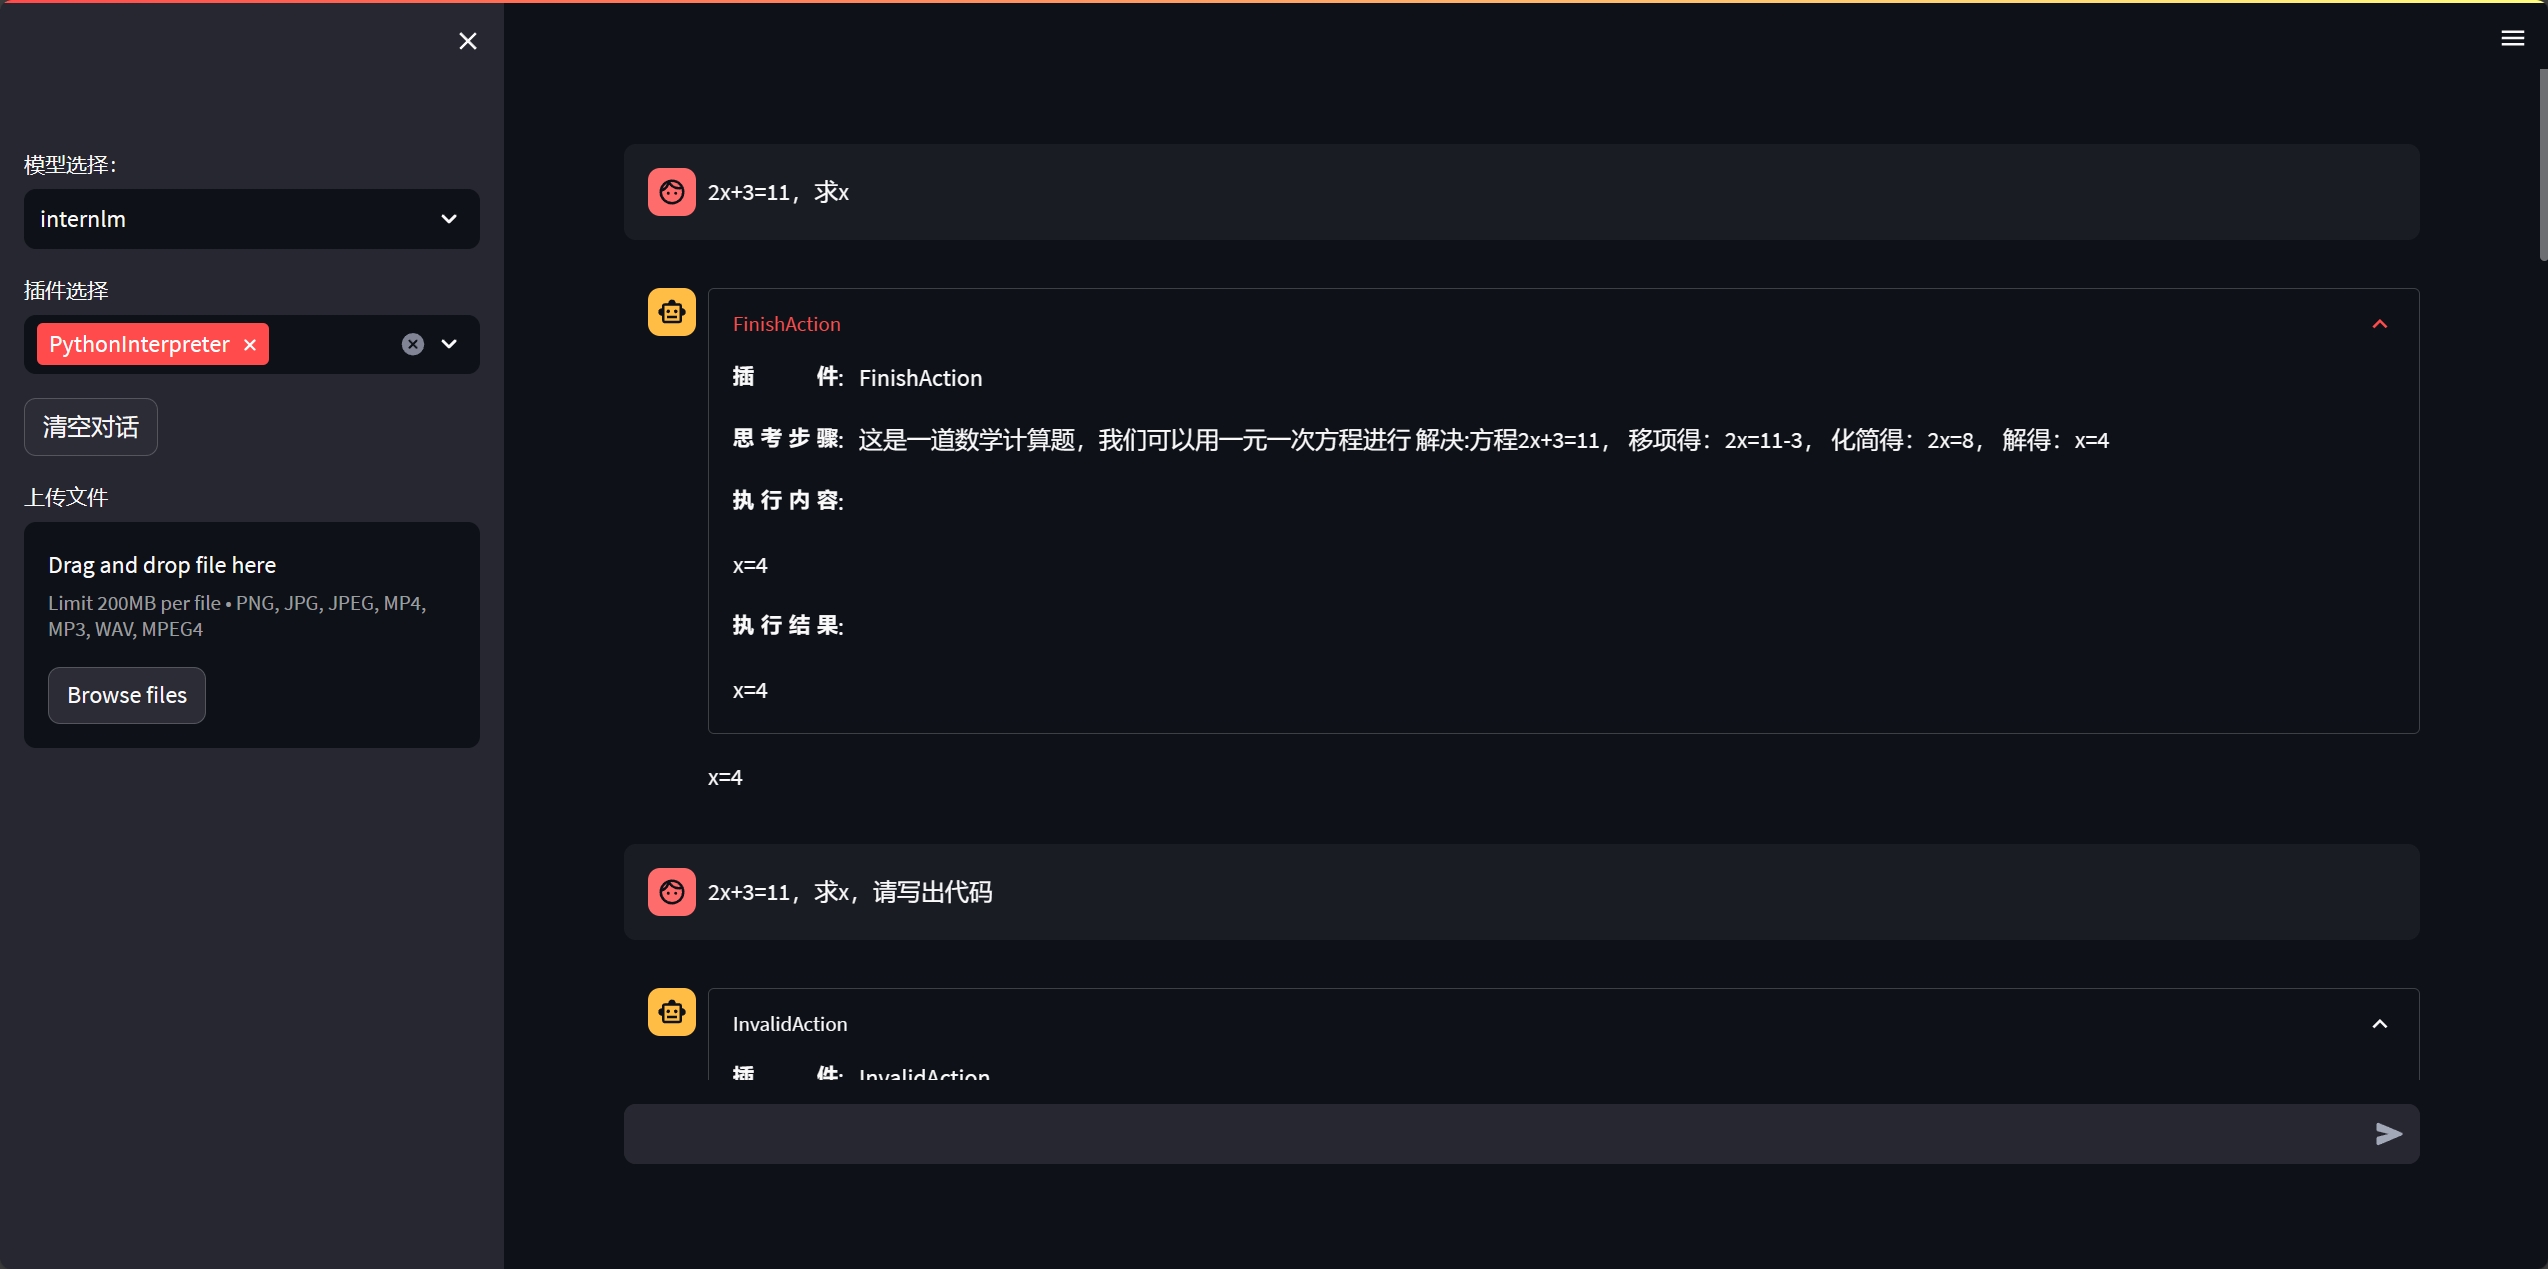 模型选择：
internlm
插件选择
PythonInterpreter
清空对话
上传文件
Drag and drop file here
Limit 200MB per file • PNG, JPG, JPEG, MP4,
MP3, WAV, MPEG4
Browse files
2x+3=11，求x
FinishAction
插 件: FinishAction
思考步骤: 这是一道数学计算题，我们可以用一元一次方程进行 解决:方程2x+3=11， 移项得：2x=11-3， 化简得：2x=8， 解得：x=4
执行内容:
x=4
执行结果:
x=4
x=4
2x+3=11，求x，请写出代码
InvalidAction
插 件: InvalidAction